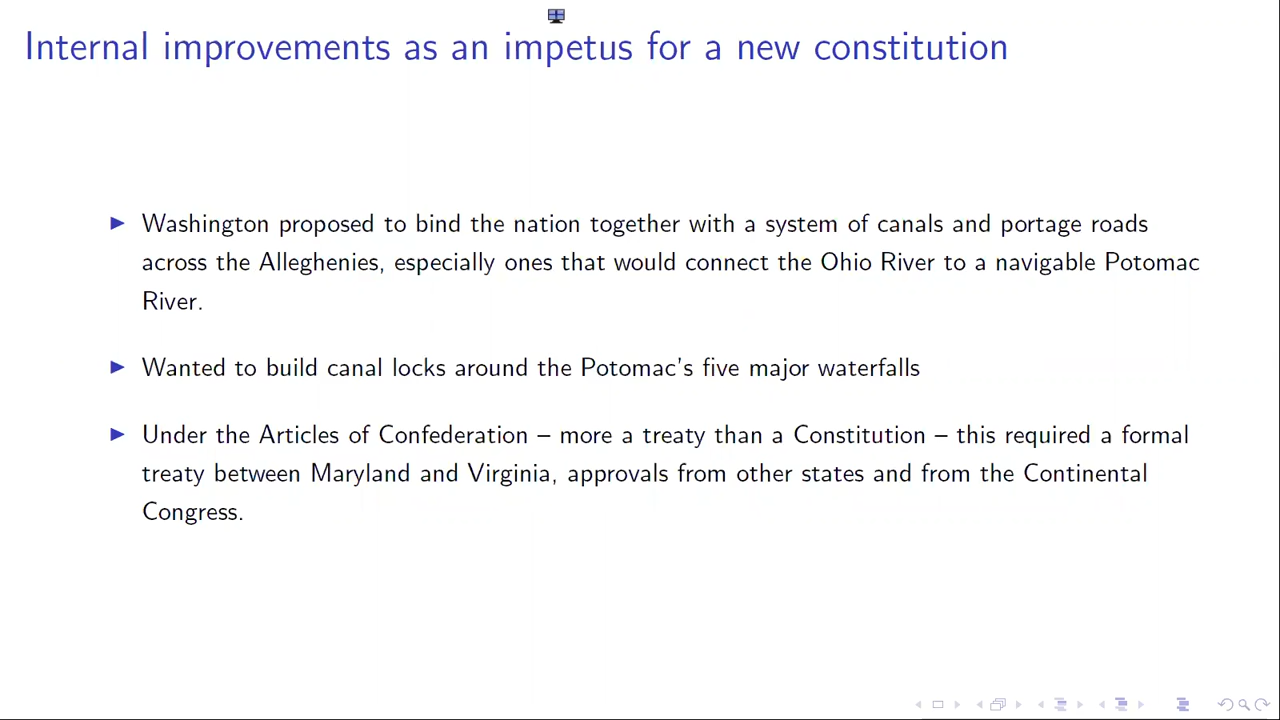 Internal improvements as an impetus for a new constitution
Washington proposed to bind the nation together with a system of canals and portage roads
across the Alleghenies, especially ones that would connect the Ohio River to a navigable Potomac
River.
Wanted to build canal locks around the Potomac's five major waterfalls
Under the Articles of Confederation – more a treaty than a Constitution – this required a formal
treaty between Maryland and Virginia, approvals from other states and from the Continental
Congress.